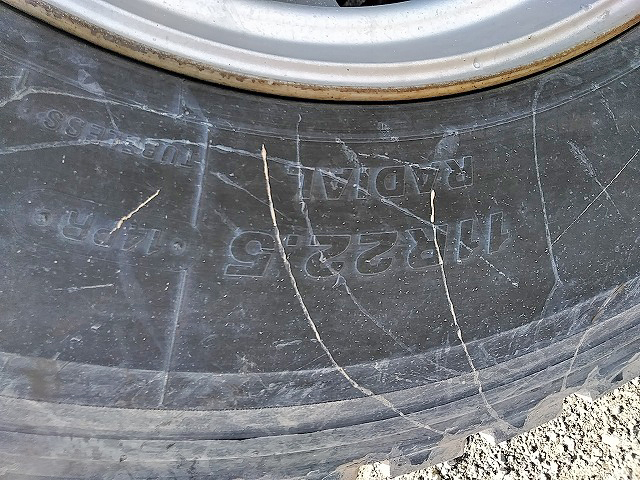 11R22.5 • 14PR •
RADIAL TUBELESS